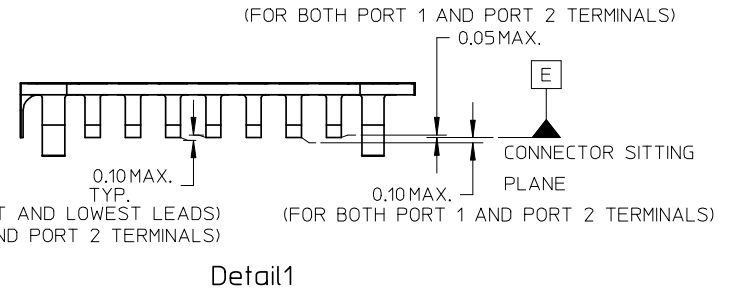 (FOR BOTH PORT 1 AND PORT 2 TERMINALS)
0.05 MAX.
E
CONNECTOR SITTING
PLANE
0.10 MAX.
TYP.
AND LOWEST LEADS)
PORT 2 TERMINALS)
0.10 MAX.
(FOR BOTH PORT 1 AND PORT 2 TERMINALS)
Detail1